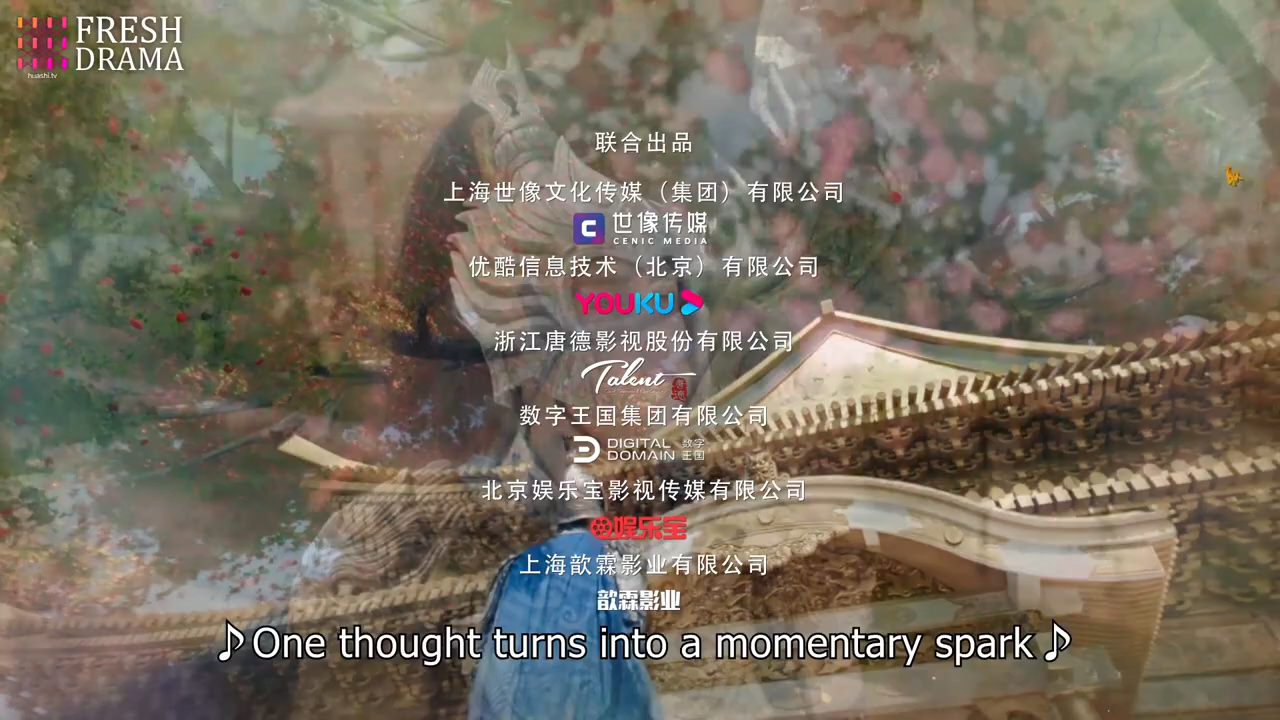 FRESH
DRAMA
huashi.tv
联合出品
上海世像文化传媒（集团）有限公司
世像传媒
CENIC MEDIA
优酷信息技术（北京）有限公司
YOUKU
浙江唐德影视股份有限公司
Talent
唐德
数字王国集团有限公司
DIGITAL 数字
DOMAIN 王国
北京娱乐宝影视传媒有限公司
娱乐宝
上海歆霖影业有限公司
歆霖影业
♪One thought turns into a momentary spark♪